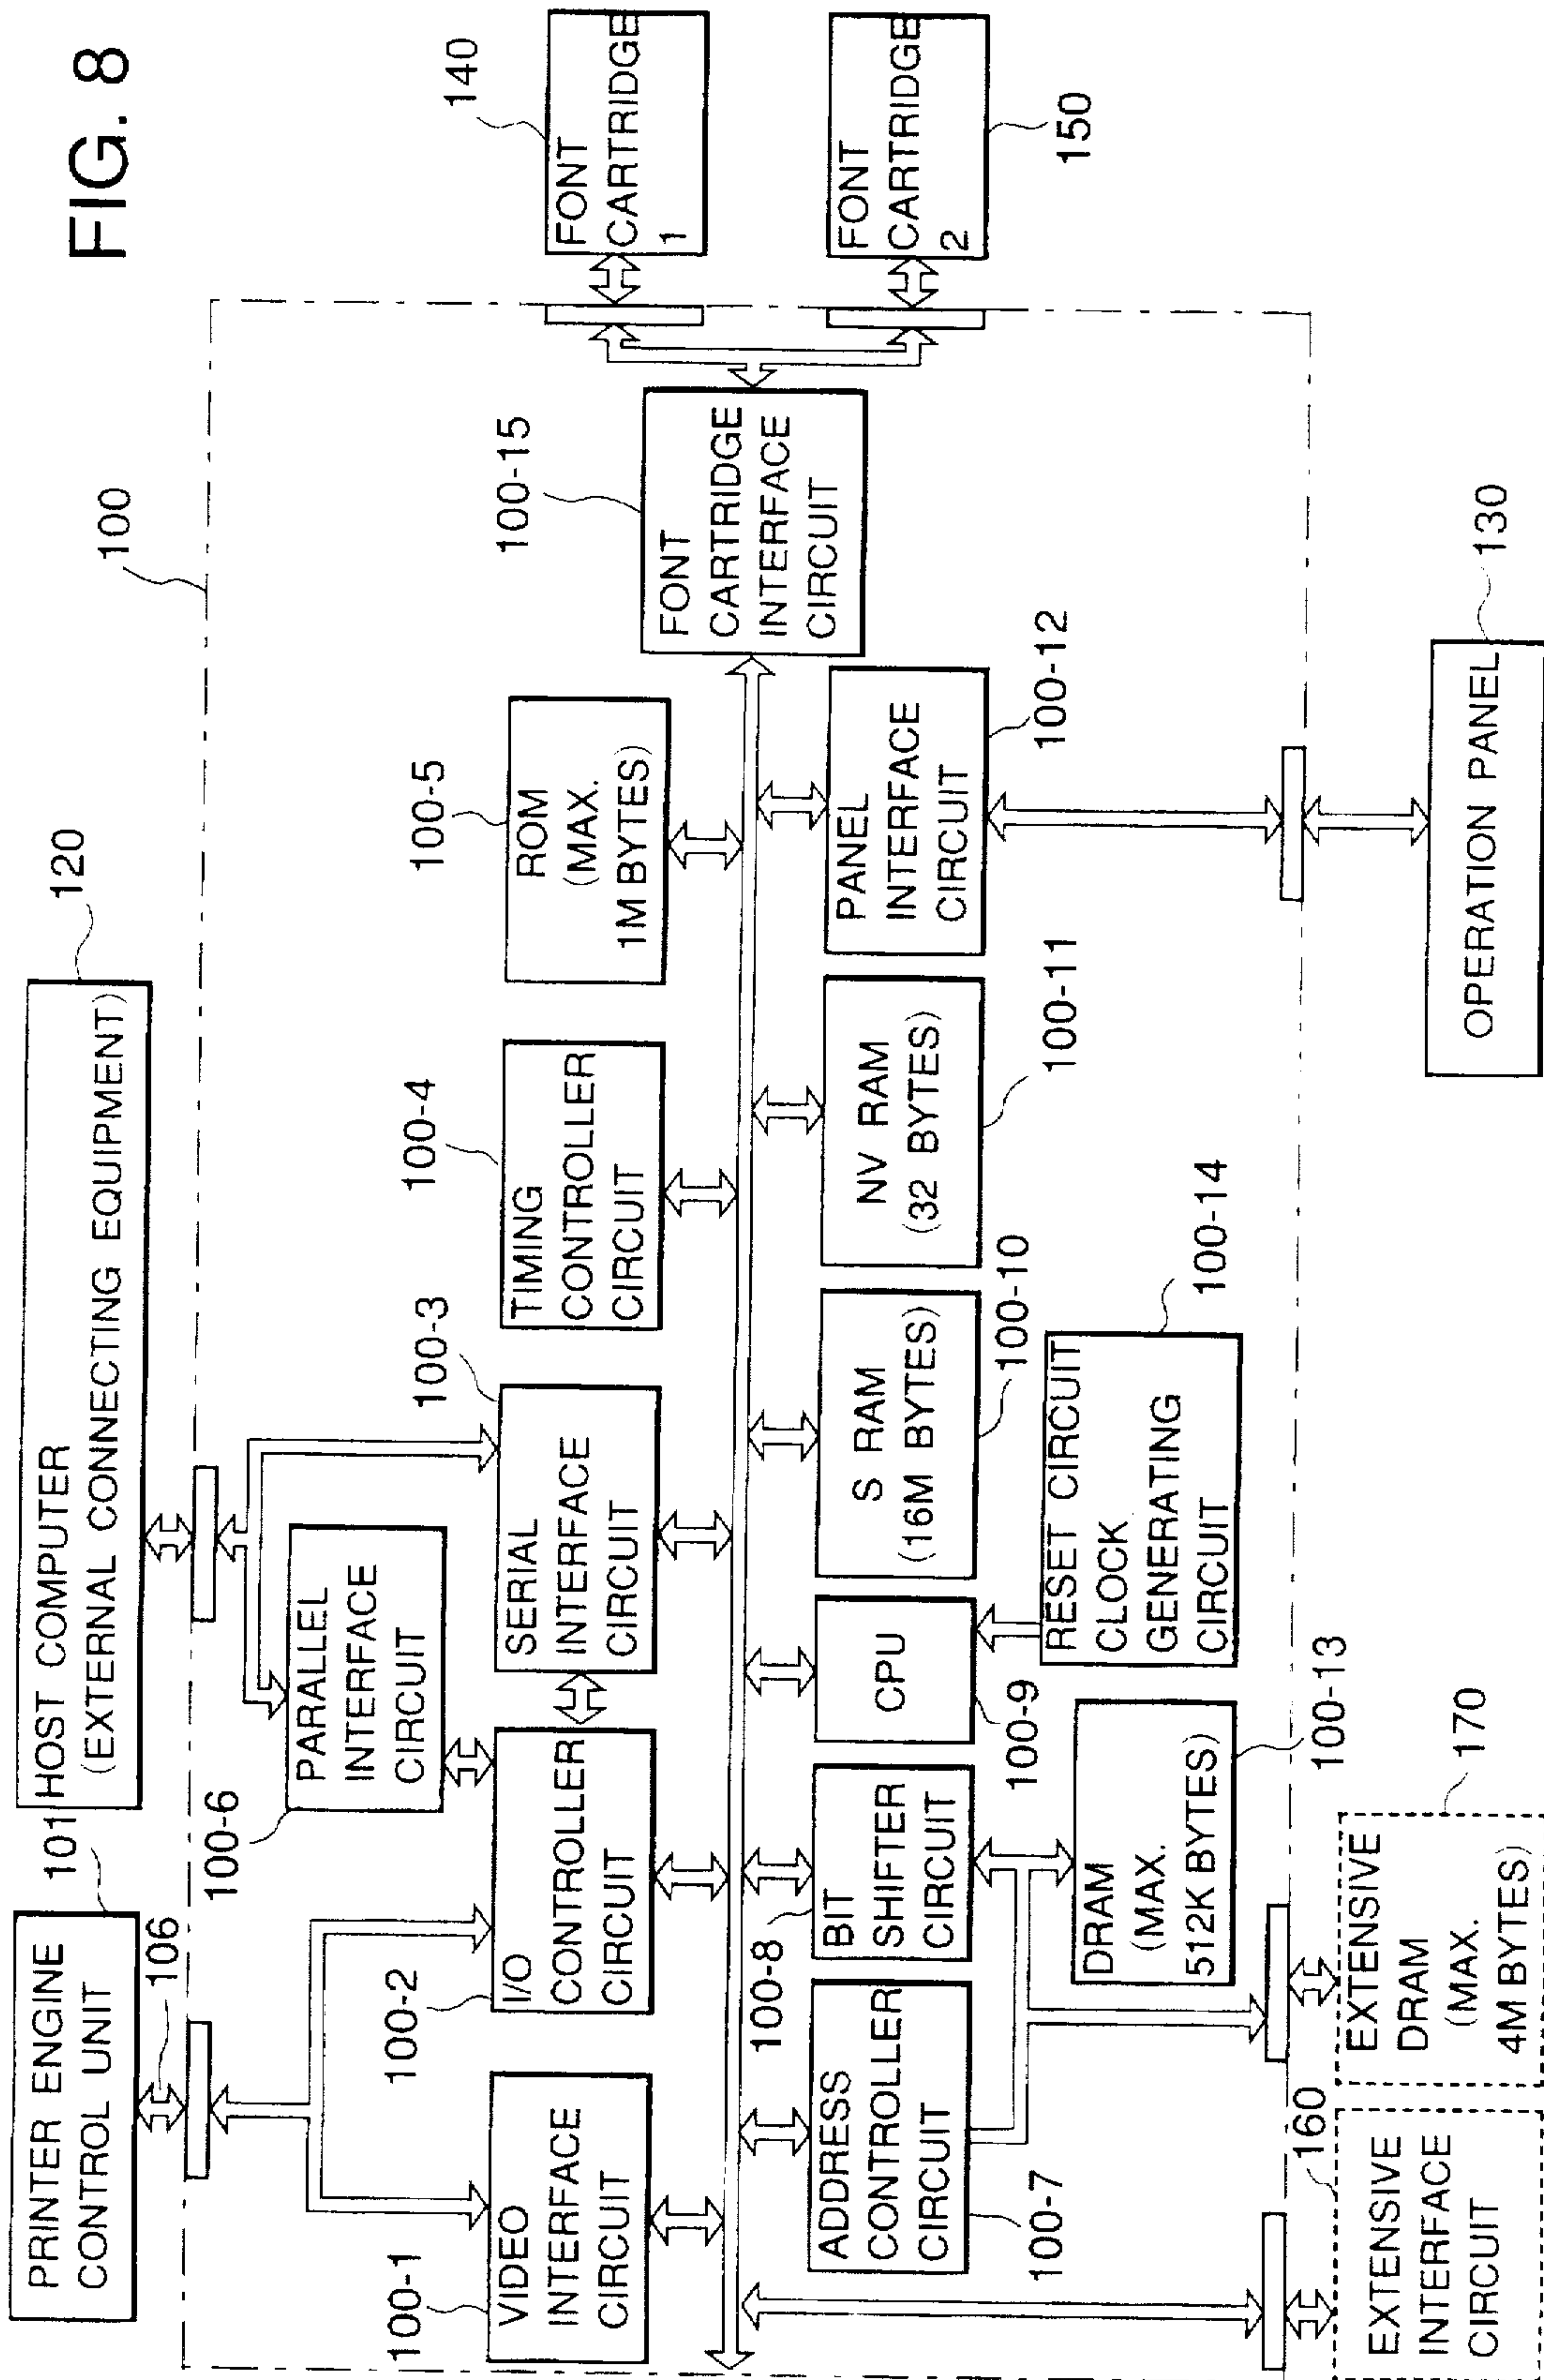 FIG. 8
PRINTER ENGINE
CONTROL UNIT
101
106
HOST COMPUTER
(EXTERNAL CONNECTING EQUIPMENT)
120
100
100-6
PARALLEL
INTERFACE
CIRCUIT
100-1
VIDEO
INTERFACE
CIRCUIT
100-2
I/O
CONTROLLER
CIRCUIT
100-3
SERIAL
INTERFACE
CIRCUIT
100-4
TIMING
CONTROLLER
CIRCUIT
100-5
ROM
(MAX.
1M BYTES)
100-15
FONT
CARTRIDGE
INTERFACE
CIRCUIT
140
FONT
CARTRIDGE
1
FONT
CARTRIDGE
2
150
100-7
ADDRESS
CONTROLLER
CIRCUIT
100-8
BIT
SHIFTER
CIRCUIT
CPU
100-9
S RAM
(16M BYTES)
100-10
NV RAM
(32 BYTES)
100-11
PANEL
INTERFACE
CIRCUIT
100-12
DRAM
(MAX.
512K BYTES)
100-13
RESET CIRCUIT
CLOCK
GENERATING
CIRCUIT
100-14
EXTENSIVE
INTERFACE
CIRCUIT
160
EXTENSIVE
DRAM
(MAX.
4M BYTES)
170
OPERATION PANEL
130